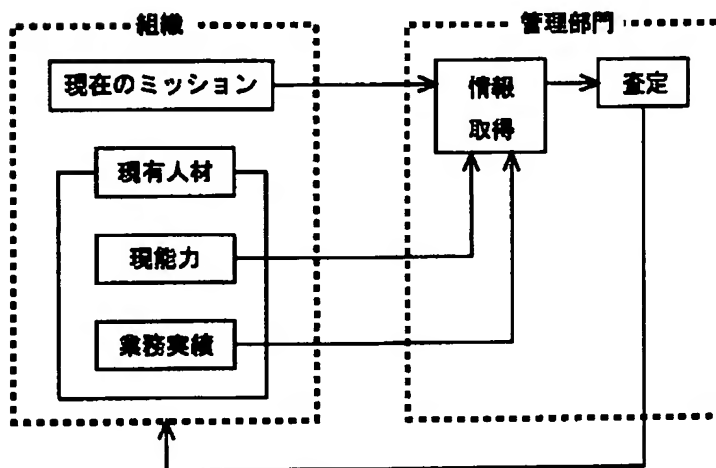 組織
管理部門
現在のミッション
情報
取得
査定
現有人材
現能力
業務実績